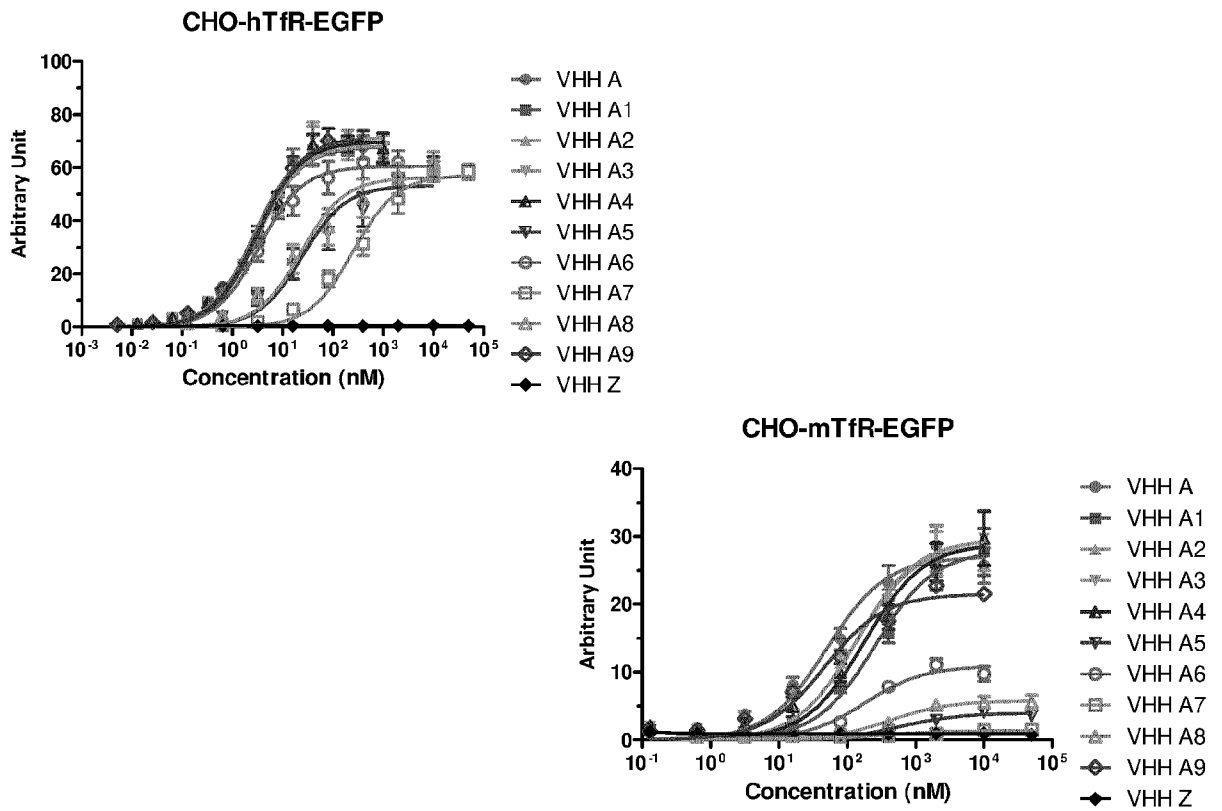 CHO-hTfR-EGFP
100
80
60
40
20
0
Arbitrary Unit
10-3 10-2 10-1 100 101 102 103 104 105
Concentration (nM)
VHH A
VHH A1
VHH A2
VHH A3
VHH A4
VHH A5
VHH A6
VHH A7
VHH A8
VHH A9
VHH Z
CHO-mTfR-EGFP
40
30
20
10
0
Arbitrary Unit
10-1 100 101 102 103 104 105
Concentration (nM)
VHH A
VHH A1
VHH A2
VHH A3
VHH A4
VHH A5
VHH A6
VHH A7
VHH A8
VHH A9
VHH Z